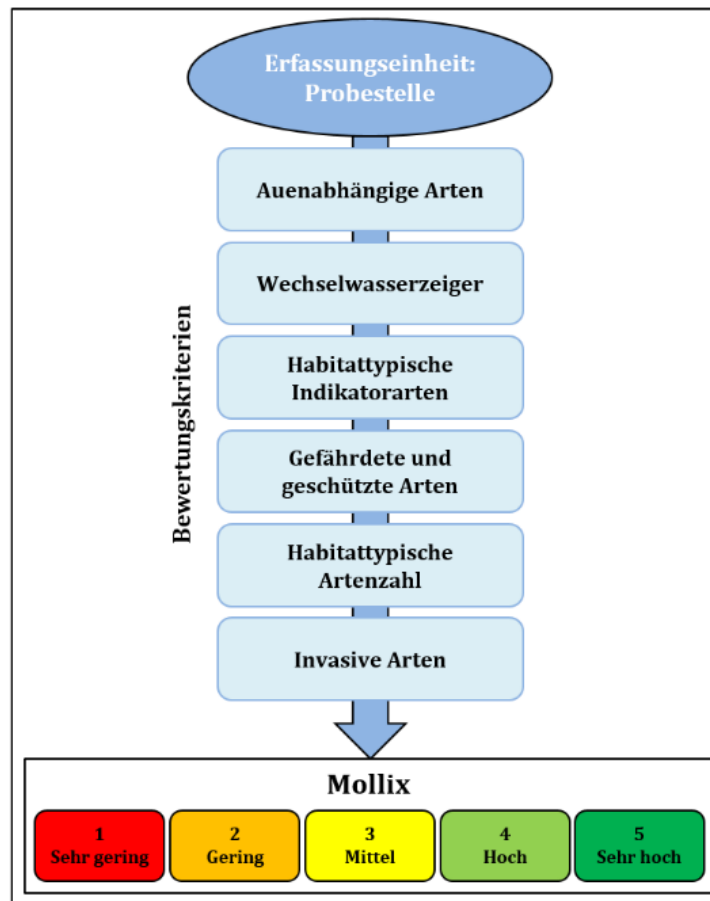 Erfassungseinheit:
Probestelle
Bewertungskriterien
Auenabhängige Arten
Wechselwasserzeiger
Habitattypische
Indikatorarten
Gefährdete und
geschützte Arten
Habitattypische
Artenzahl
Invasive Arten
Mollix
1
Sehr gering
2
Gering
3
Mittel
4
Hoch
5
Sehr hoch